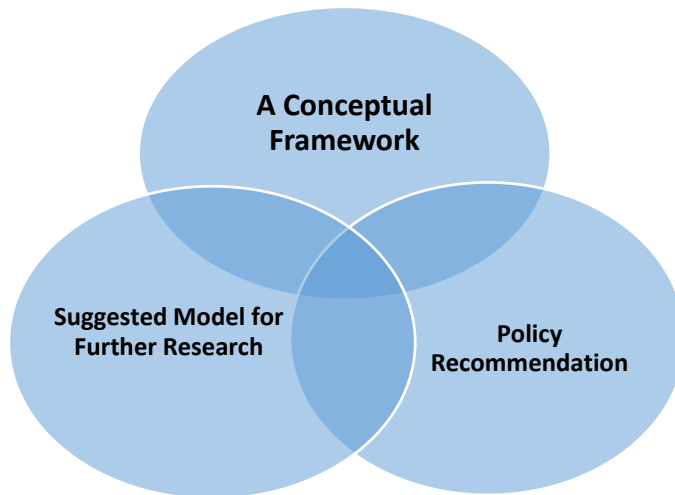 A Conceptual
Framework
Suggested Model for
Further Research
Policy
Recommendation